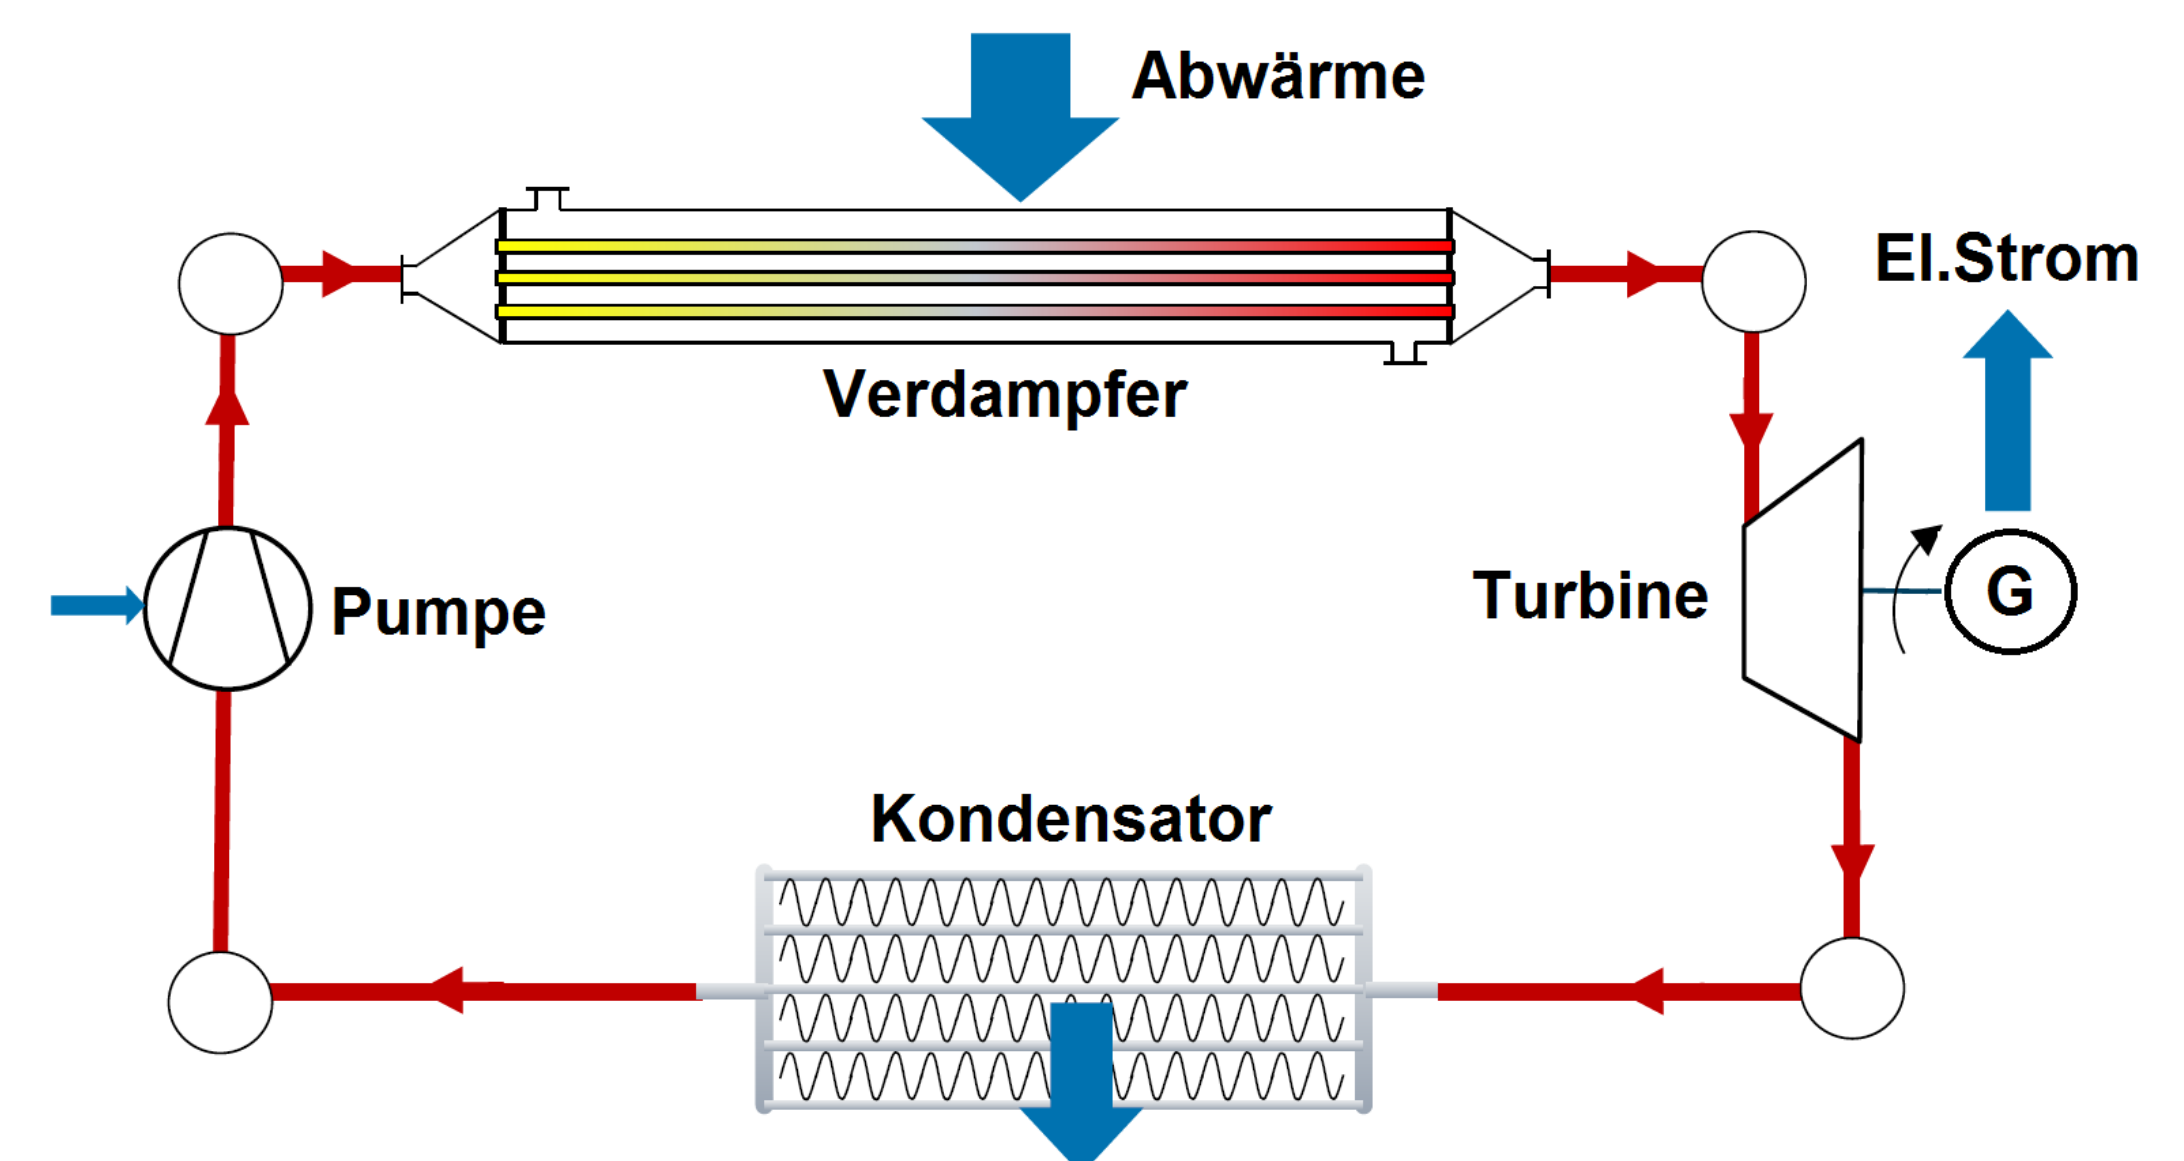 Abwärme
El.Strom
Verdampfer
Pumpe
Turbine
G
Kondensator